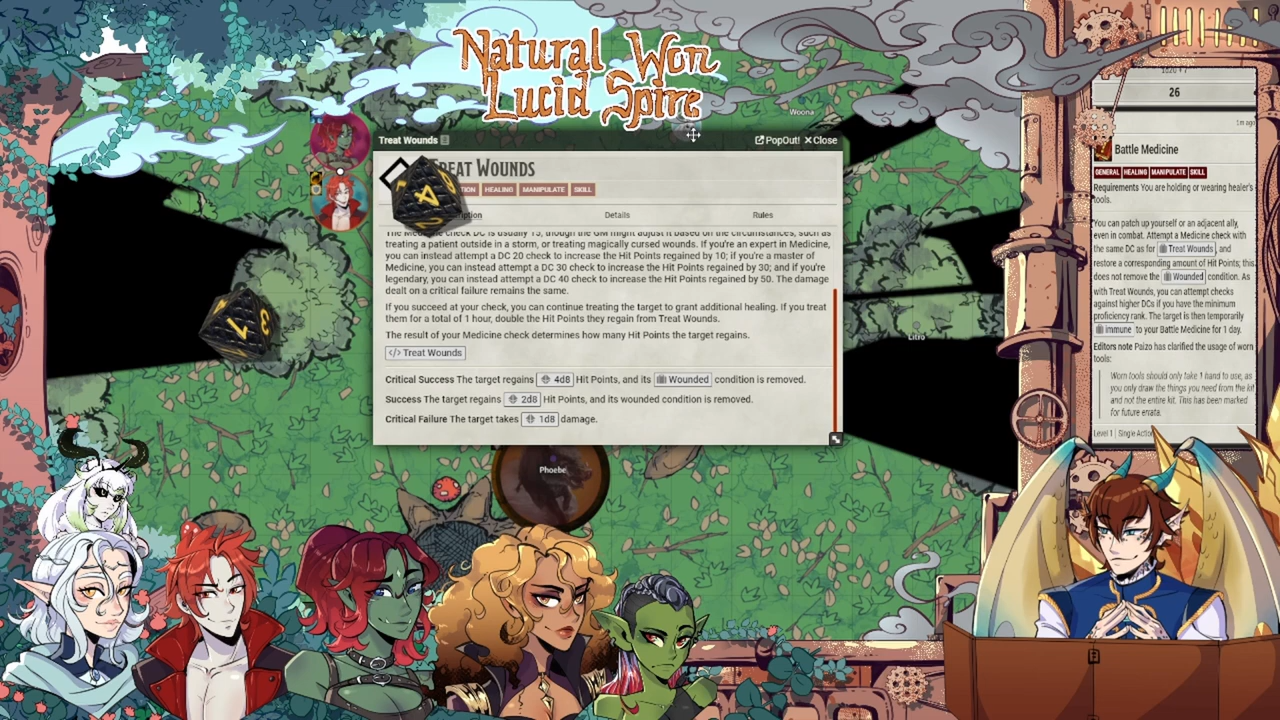 Natural Won
Lucid Spire
Woona
Treat Wounds
PopOut! Close
TREAT WOUNDS
HEALING MANIPULATE SKILL
Details
Rules
treating a patient outside in a storm, or treating magically cursed wounds. If you're an expert in Medicine,
you can instead attempt a DC 20 check to increase the Hit Points regained by 10; if you're a master of
Medicine, you can instead attempt a DC 30 check to increase the Hit Points regained by 30; and if you're
legendary, you can instead attempt a DC 40 check to increase the Hit Points regained by 50. The damage
dealt on a critical failure remains the same.
If you succeed at your check, you can continue treating the target to grant additional healing. If you treat
them for a total of 1 hour, double the Hit Points they regain from Treat Wounds.
The result of your Medicine check determines how many Hit Points the target regains.
</> Treat Wounds
Critical Success The target regains 4d8 Hit Points, and its Wounded condition is removed.
Success The target regains 2d8 Hit Points, and its wounded condition is removed.
Critical Failure The target takes 1d8 damage.
4
1
3
Litro
Phoebe
26
1m ago
Battle Medicine
GENERAL HEALING MANIPULATE SKILL
Requirements You are holding or wearing healer's
tools.
You can patch up yourself or an adjacent ally,
even in combat. Attempt a Medicine check with
the same DC as for Treat Wounds, and
restore a corresponding amount of Hit Points; this
does not remove the Wounded condition. As
with Treat Wounds, you can attempt checks
against higher DCs if you have the minimum
proficiency rank. The target is then temporarily
immune to your Battle Medicine for 1 day.
Editors note Paizo has clarified the usage of worn
tools:
Worn tools should only take 1 hand to use, as
you only draw the things you need from the kit
and not the entire kit. This has been marked
for future errata.
Level 1 Single Action